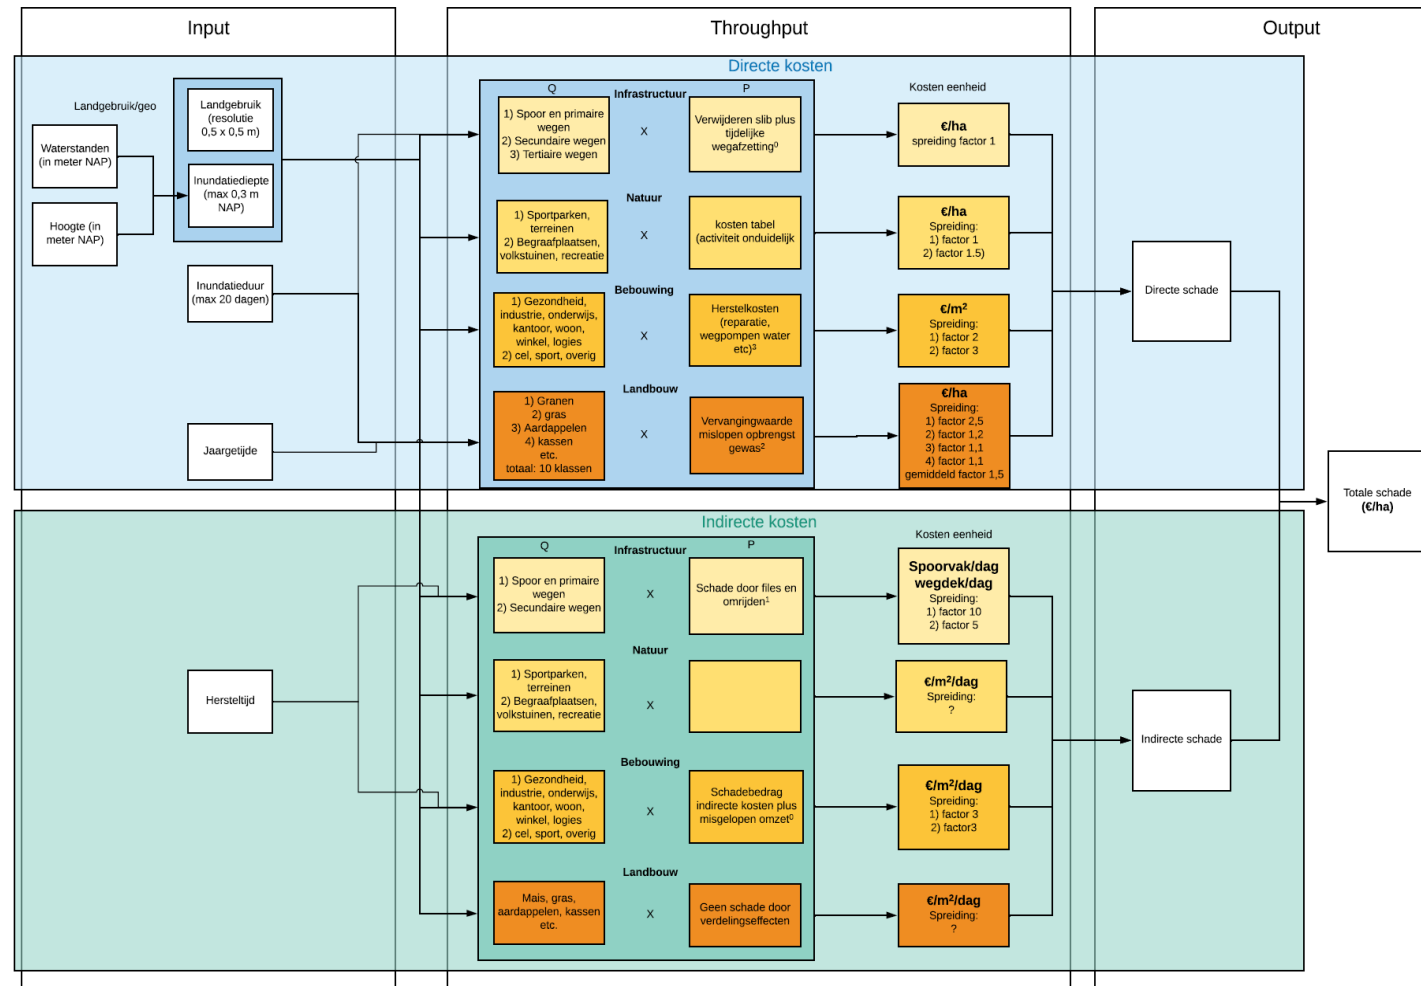 Input
Throughput
Output
Directe kosten
Landgebruik/geo
Landgebruik
(resolutie
0,5 x 0,5 m)
Waterstanden
(in meter NAP)
Inundatiediepte
(max 0,3 m
NAP)
Hoogte (in
meter NAP)
Inundatieduur
(max 20 dagen)
Jaargetijde
Q
Infrastructuur
P
Kosten eenheid
1) Spoor en primaire
wegen
2) Secundaire wegen
3) Tertiaire wegen
X
Verwijderen slib plus
tijdelijke
wegafzetting⁰
€/ha
spreiding factor 1
Natuur
1) Sportparken,
terreinen
2) Begraafplaatsen,
volkstuinen, recreatie
X
kosten tabel
(activiteit onduidelijk
€/ha
Spreiding:
1) factor 1
2) factor 1.5)
Bebouwing
1) Gezondheid,
industrie, onderwijs,
kantoor, woon,
winkel, logies
2) cel, sport, overig
X
Herstelkosten
(reparatie,
wegpompen water
etc)³
€/m²
Spreiding:
1) factor 2
2) factor 3
Landbouw
1) Granen
2) gras
3) Aardappelen
4) kassen
etc.
totaal: 10 klassen
X
Vervangingwaarde
mislopen opbrengst
gewas²
€/ha
Spreiding:
1) factor 2,5
2) factor 1,2
3) factor 1,1
4) factor 1,1
gemiddeld factor 1,5
Directe schade
Totale schade
(€/ha)
Indirecte kosten
Hersteltijd
Q
Infrastructuur
P
Kosten eenheid
1) Spoor en primaire
wegen
2) Secundaire wegen
X
Schade door files en
omrijden¹
Spoorvak/dag
wegdek/dag
Spreiding:
1) factor 10
2) factor 5
Natuur
1) Sportparken,
terreinen
2) Begraafplaatsen,
volkstuinen, recreatie
X
€/m²/dag
Spreiding:
?
Bebouwing
1) Gezondheid,
industrie, onderwijs,
kantoor, woon,
winkel, logies
2) cel, sport, overig
X
Schadebedrag
indirecte kosten plus
misgelopen omzet⁰
€/m²/dag
Spreiding:
1) factor 3
2) factor3
Landbouw
Mais, gras,
aardappelen, kassen
etc.
X
Geen schade door
verdelingseffecten
€/m²/dag
Spreiding:
?
Indirecte schade